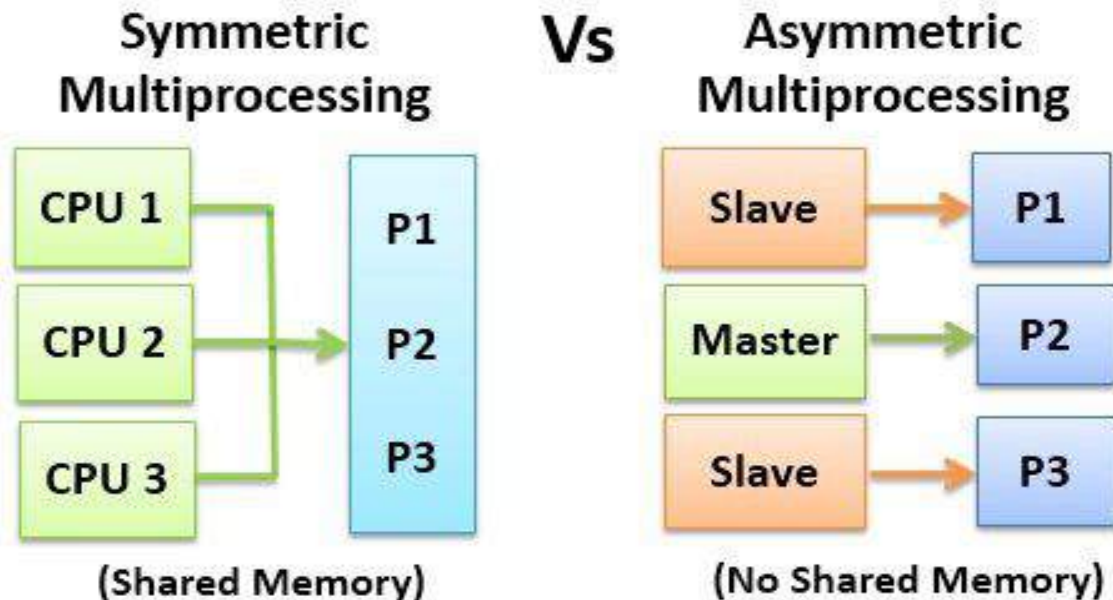 Symmetric
Multiprocessing
Vs
Asymmetric
Multiprocessing
CPU 1
CPU 2
CPU 3
P1
P2
P3
(Shared Memory)
Slave
P1
Master
P2
Slave
P3
(No Shared Memory)